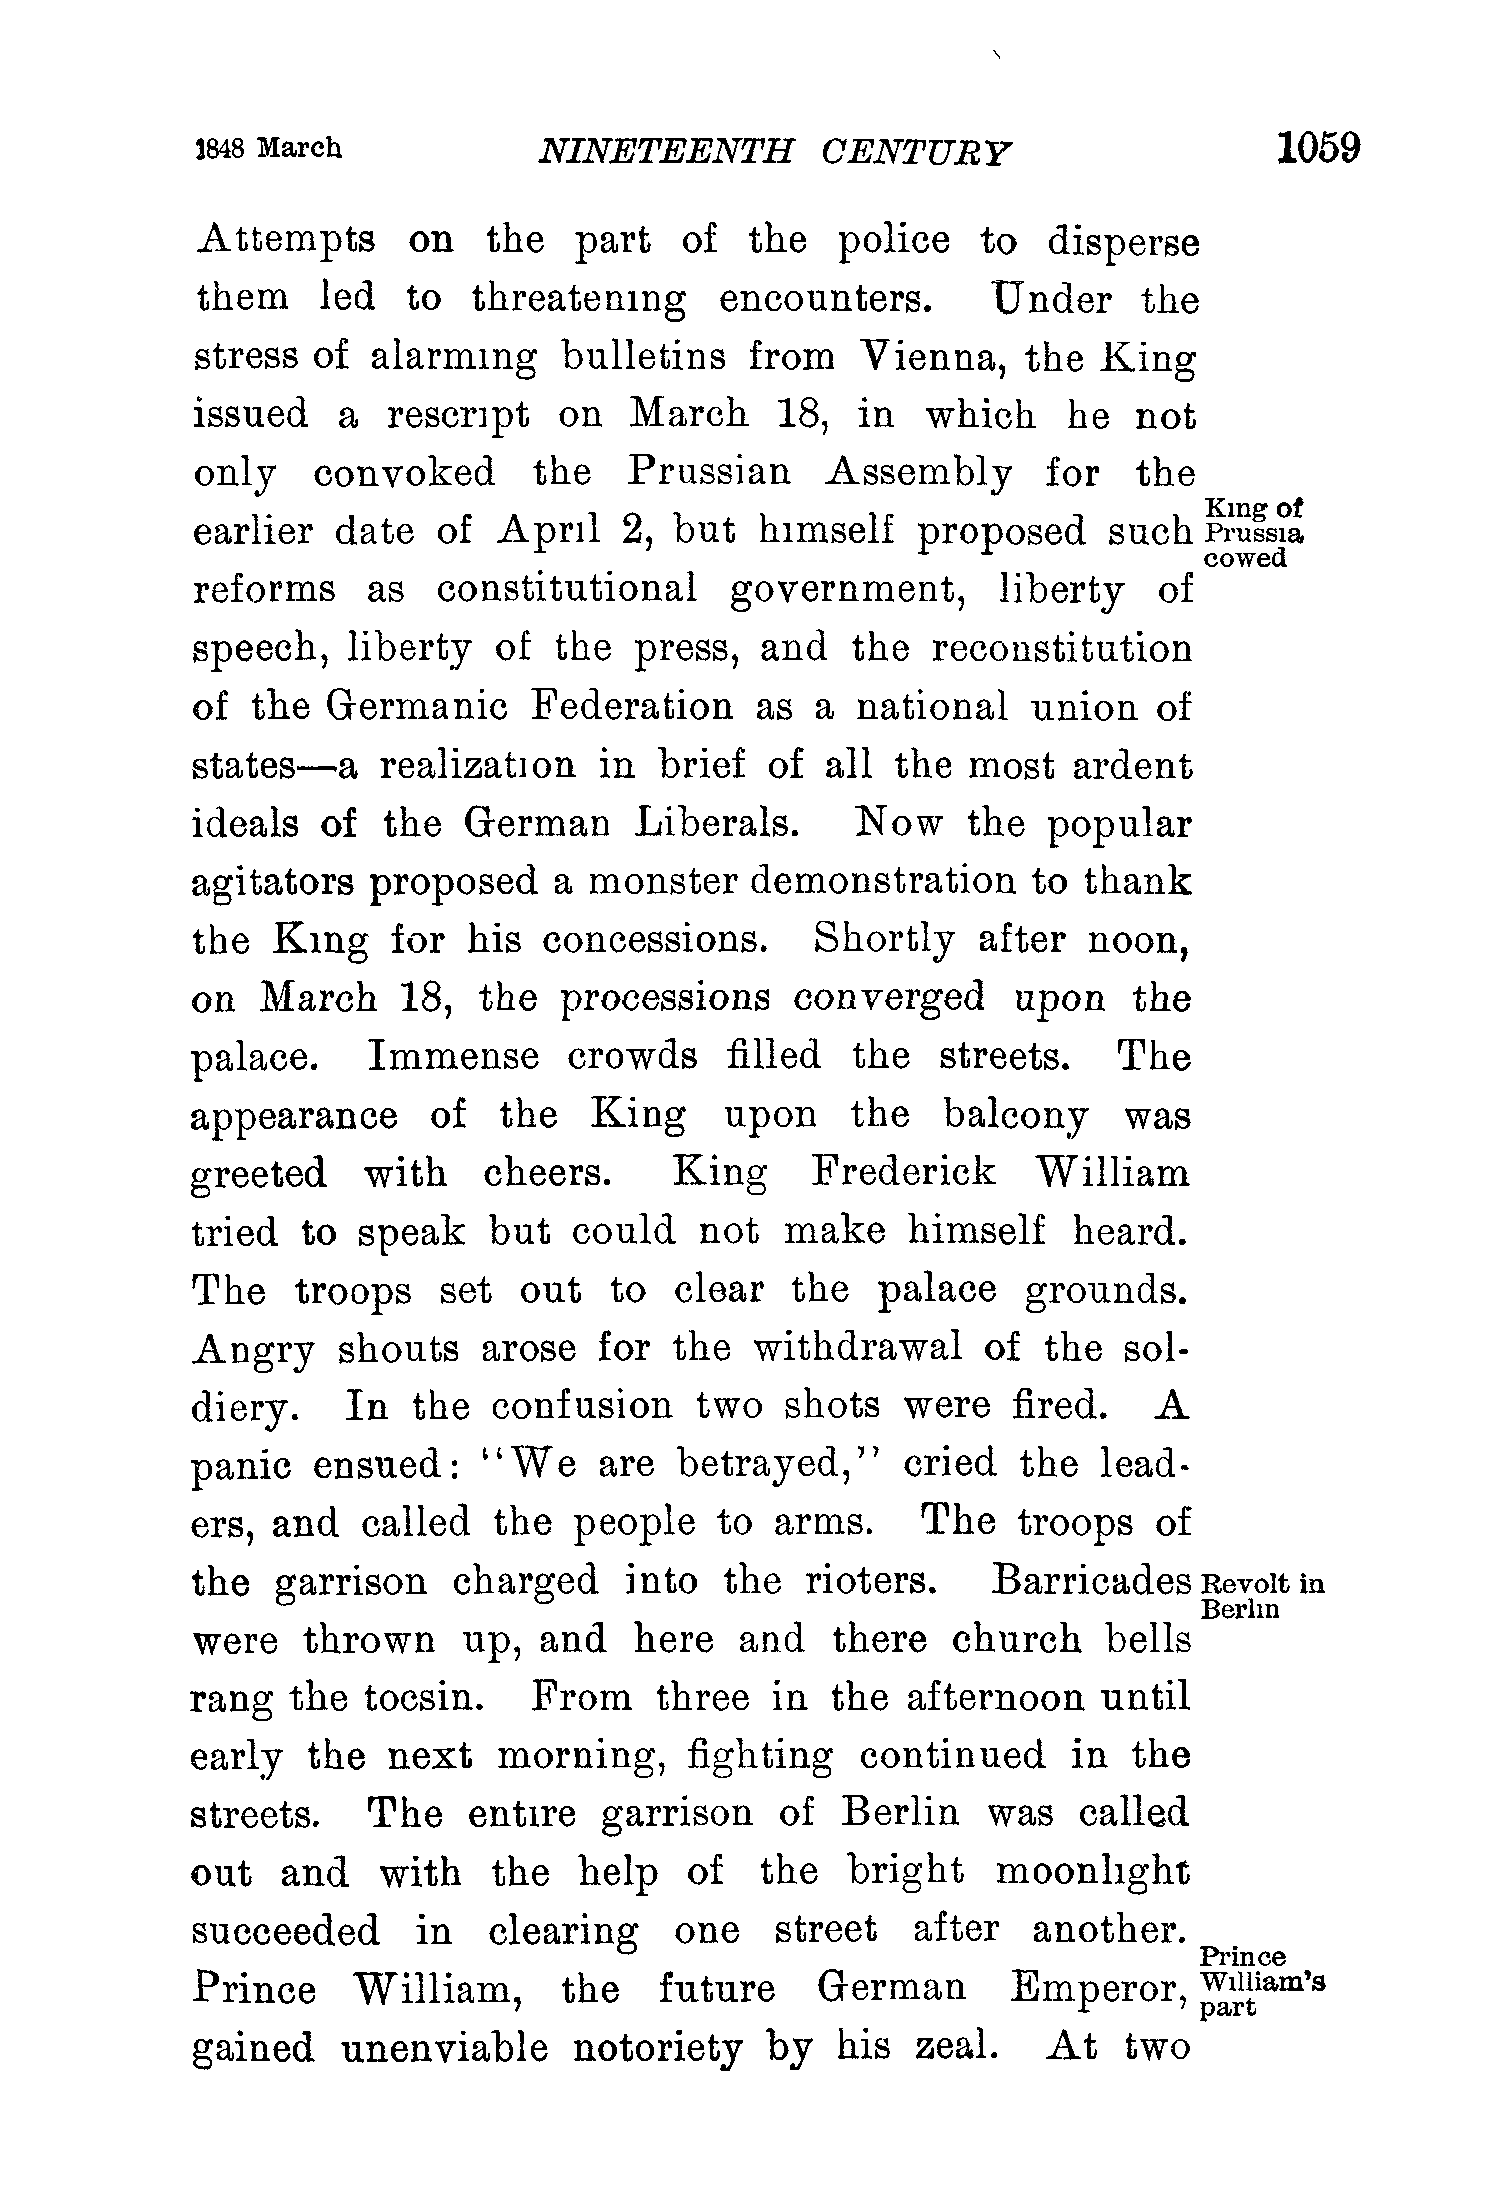 1848 March NINETEENTH CENTURY 1059
Attempts on the part of the police to disperse
them led to threatening encounters. Under the
stress of alarming bulletins from Vienna, the King
issued a rescript on March 18, in which he not
only convoked the Prussian Assembly for the
earlier date of April 2, but himself proposed such
King of
Prussia
cowed
reforms as constitutional government, liberty of
speech, liberty of the press, and the reconstitution
of the Germanic Federation as a national union of
states—a realization in brief of all the most ardent
ideals of the German Liberals. Now the popular
agitators proposed a monster demonstration to thank
the King for his concessions. Shortly after noon,
on March 18, the processions converged upon the
palace. Immense crowds filled the streets. The
appearance of the King upon the balcony was
greeted with cheers. King Frederick William
tried to speak but could not make himself heard.
The troops set out to clear the palace grounds.
Angry shouts arose for the withdrawal of the sol-
diery. In the confusion two shots were fired. A
panic ensued: "We are betrayed," cried the lead-
ers, and called the people to arms. The troops of
the garrison charged into the rioters. Barricades
Revolt in
Berlin
were thrown up, and here and there church bells
rang the tocsin. From three in the afternoon until
early the next morning, fighting continued in the
streets. The entire garrison of Berlin was called
out and with the help of the bright moonlight
succeeded in clearing one street after another.
Prince William, the future German Emperor,
Prince
William's
part
gained unenviable notoriety by his zeal. At two